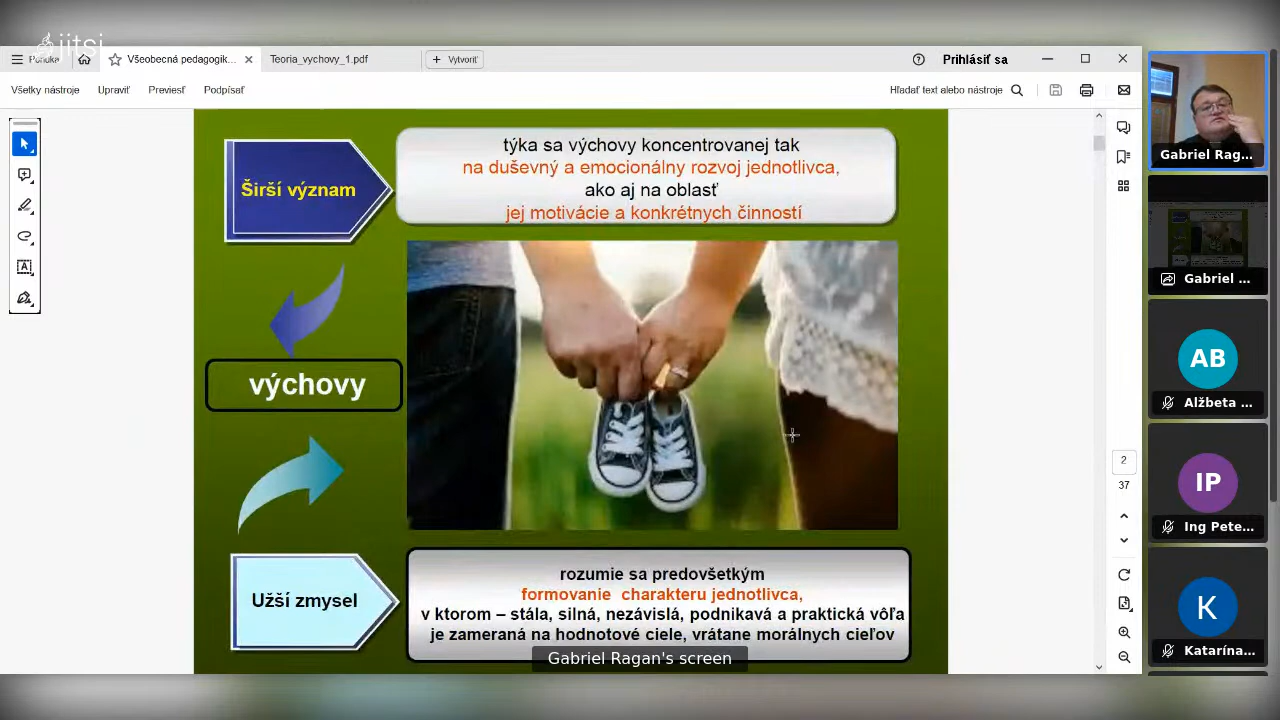 jitsi
Ponuka
Všeobecná pedagogik...
Teoria_vychovy_1.pdf
Vytvoriť
Prihlásiť sa
Všetky nástroje
Upraviť
Previesť
Podpísať
Hľadať text alebo nástroje
Širší význam
týka sa výchovy koncentrovanej tak
na duševný a emocionálny rozvoj jednotlivca,
ako aj na oblasť
jej motivácie a konkrétnych činností
výchovy
Užší zmysel
rozumie sa predovšetkým
formovanie charakteru jednotlivca,
v ktorom – stála, silná, nezávislá, podnikavá a praktická vôľa
je zameraná na hodnotové ciele, vrátane morálnych cieľov
Gabriel Ragan's screen
2
37
Gabriel Rag...
Gabriel ...
AB
Alžbeta ...
IP
Ing Pete...
K
Katarína...